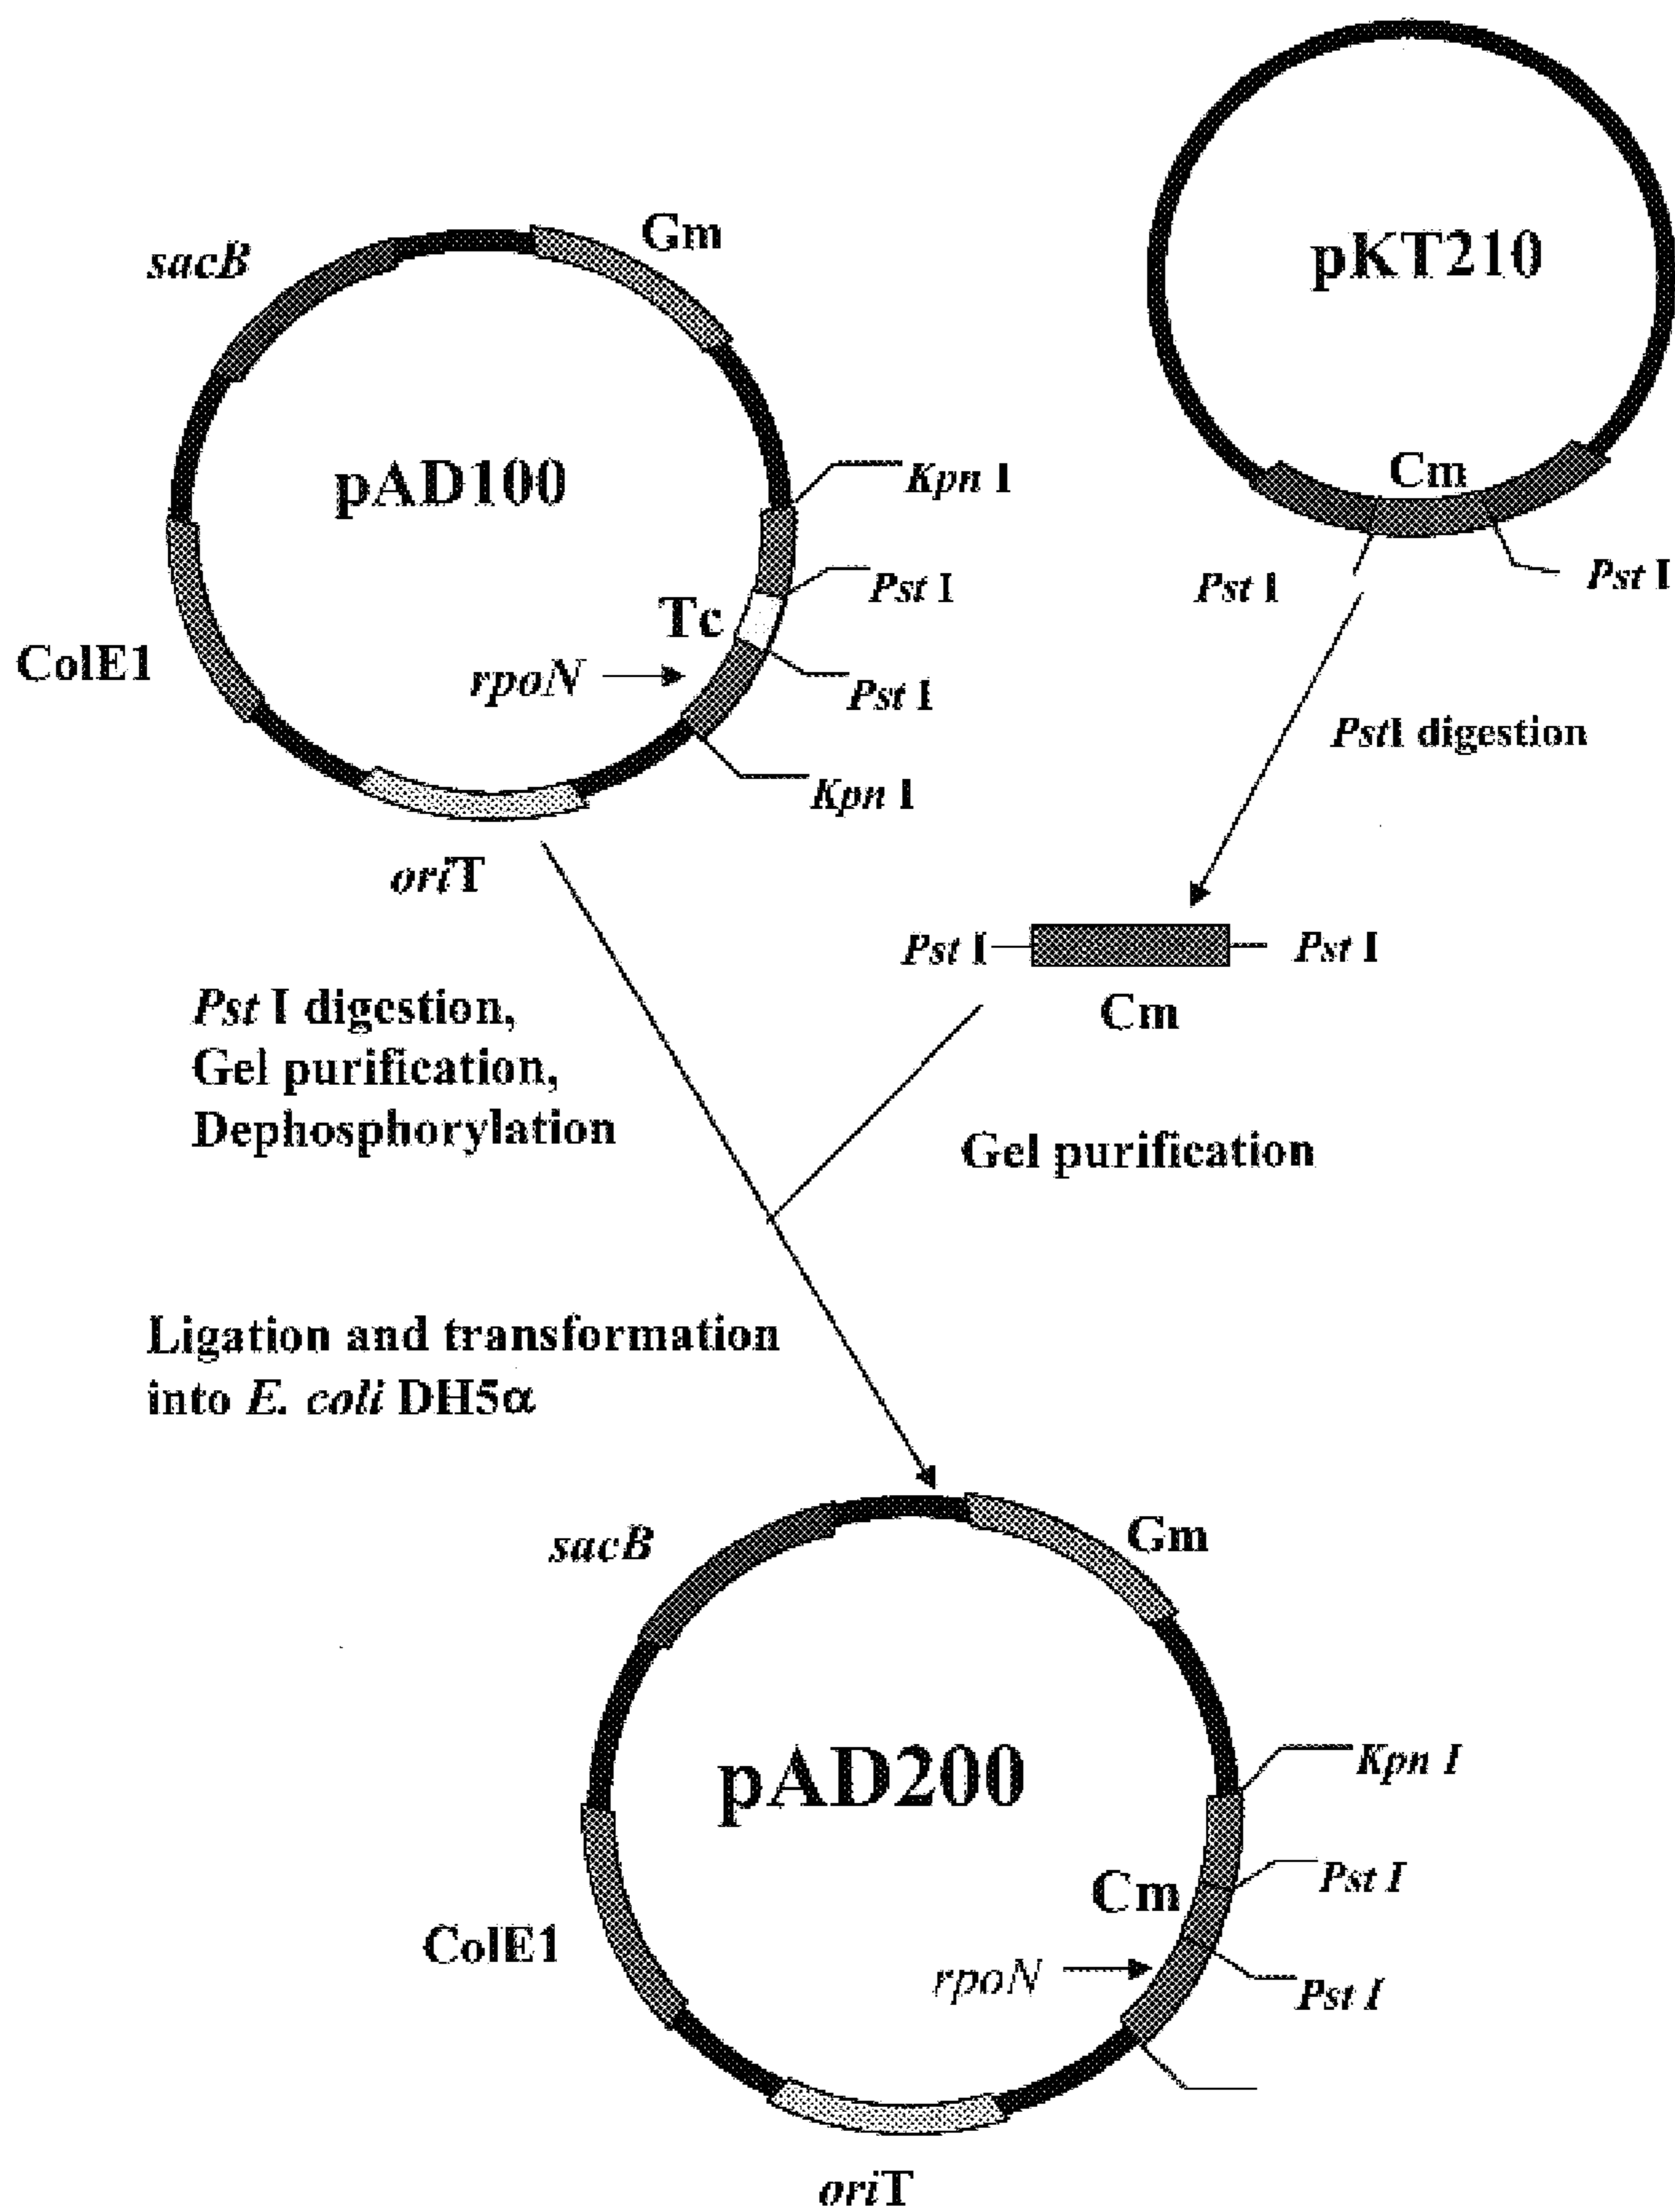 sacB
Gm
pKT210
pAD100
Kpn I
Cm
Pst I
Pst I
Pst I
Tc
ColE1
rpoN
Pst I
PstI digestion
Kpn I
oriT
Pst I
Pst I
Cm
Pst I digestion,
Gel purification,
Dephosphorylation
Gel purification
Ligation and transformation
into E. coli DH5α
sacB
Gm
pAD200
Kpn I
Pst I
Cm
ColE1
rpoN
Pst I
oriT